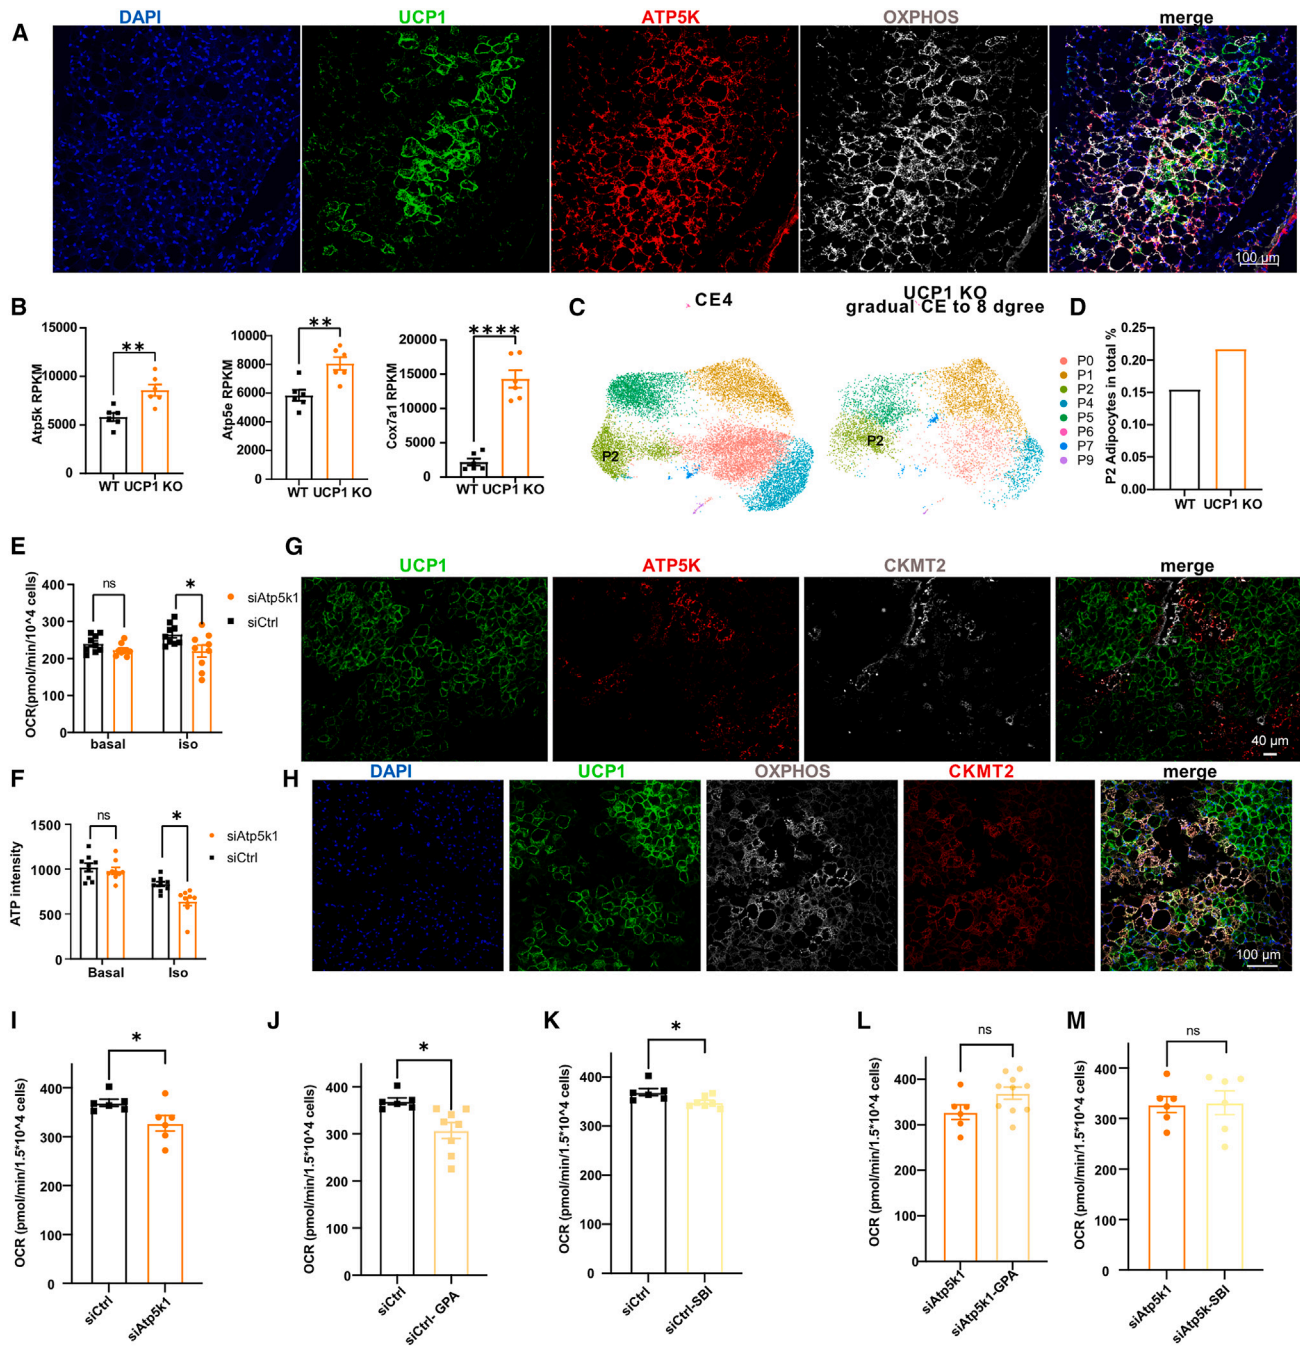 A
DAPI UCP1 ATP5K OXPHOS merge
100 µm
B
Atp5k RPKM
15000
10000
5000
0
**
WT UCP1 KO
Atp5e RPKM
10000
8000
6000
4000
2000
0
**
WT UCP1 KO
Cox7a1 RPKM
20000
15000
10000
5000
0
****
WT UCP1 KO
C
CE4
UCP1 KO
gradual CE to 8 dgree
P2
P2
P0
P1
P2
P4
P5
P6
P7
P9
D
P2 Adipocytes in total %
0.25
0.20
0.15
0.10
0.05
0.00
WT UCP1 KO
E
OCR(pmol/min/10^4 cells)
400
300
200
100
0
ns
*
basal iso
siAtp5k1
siCtrl
F
ATP intensity
1500
1000
500
0
ns
*
Basal Iso
siAtp5k1
siCtrl
G
UCP1 ATP5K CKMT2 merge
40 µm
H
DAPI UCP1 OXPHOS CKMT2 merge
100 µm
I
OCR (pmol/min/1.5*10^4 cells)
400
300
200
100
0
*
siCtrl
siAtp5k1
J
OCR (pmol/min/1.5*10^4 cells)
400
300
200
100
0
*
siCtrl
siCtrl- GPA
K
OCR (pmol/min/1.5*10^4 cells)
400
300
200
100
0
*
siCtrl
siCtrl-SBI
L
OCR (pmol/min/1.5*10^4 cells)
400
300
200
100
0
ns
siAtp5k1
siAtp5k1-GPA
M
OCR (pmol/min/1.5*10^4 cells)
400
300
200
100
0
ns
siAtp5k1
siAtp5k-SBI